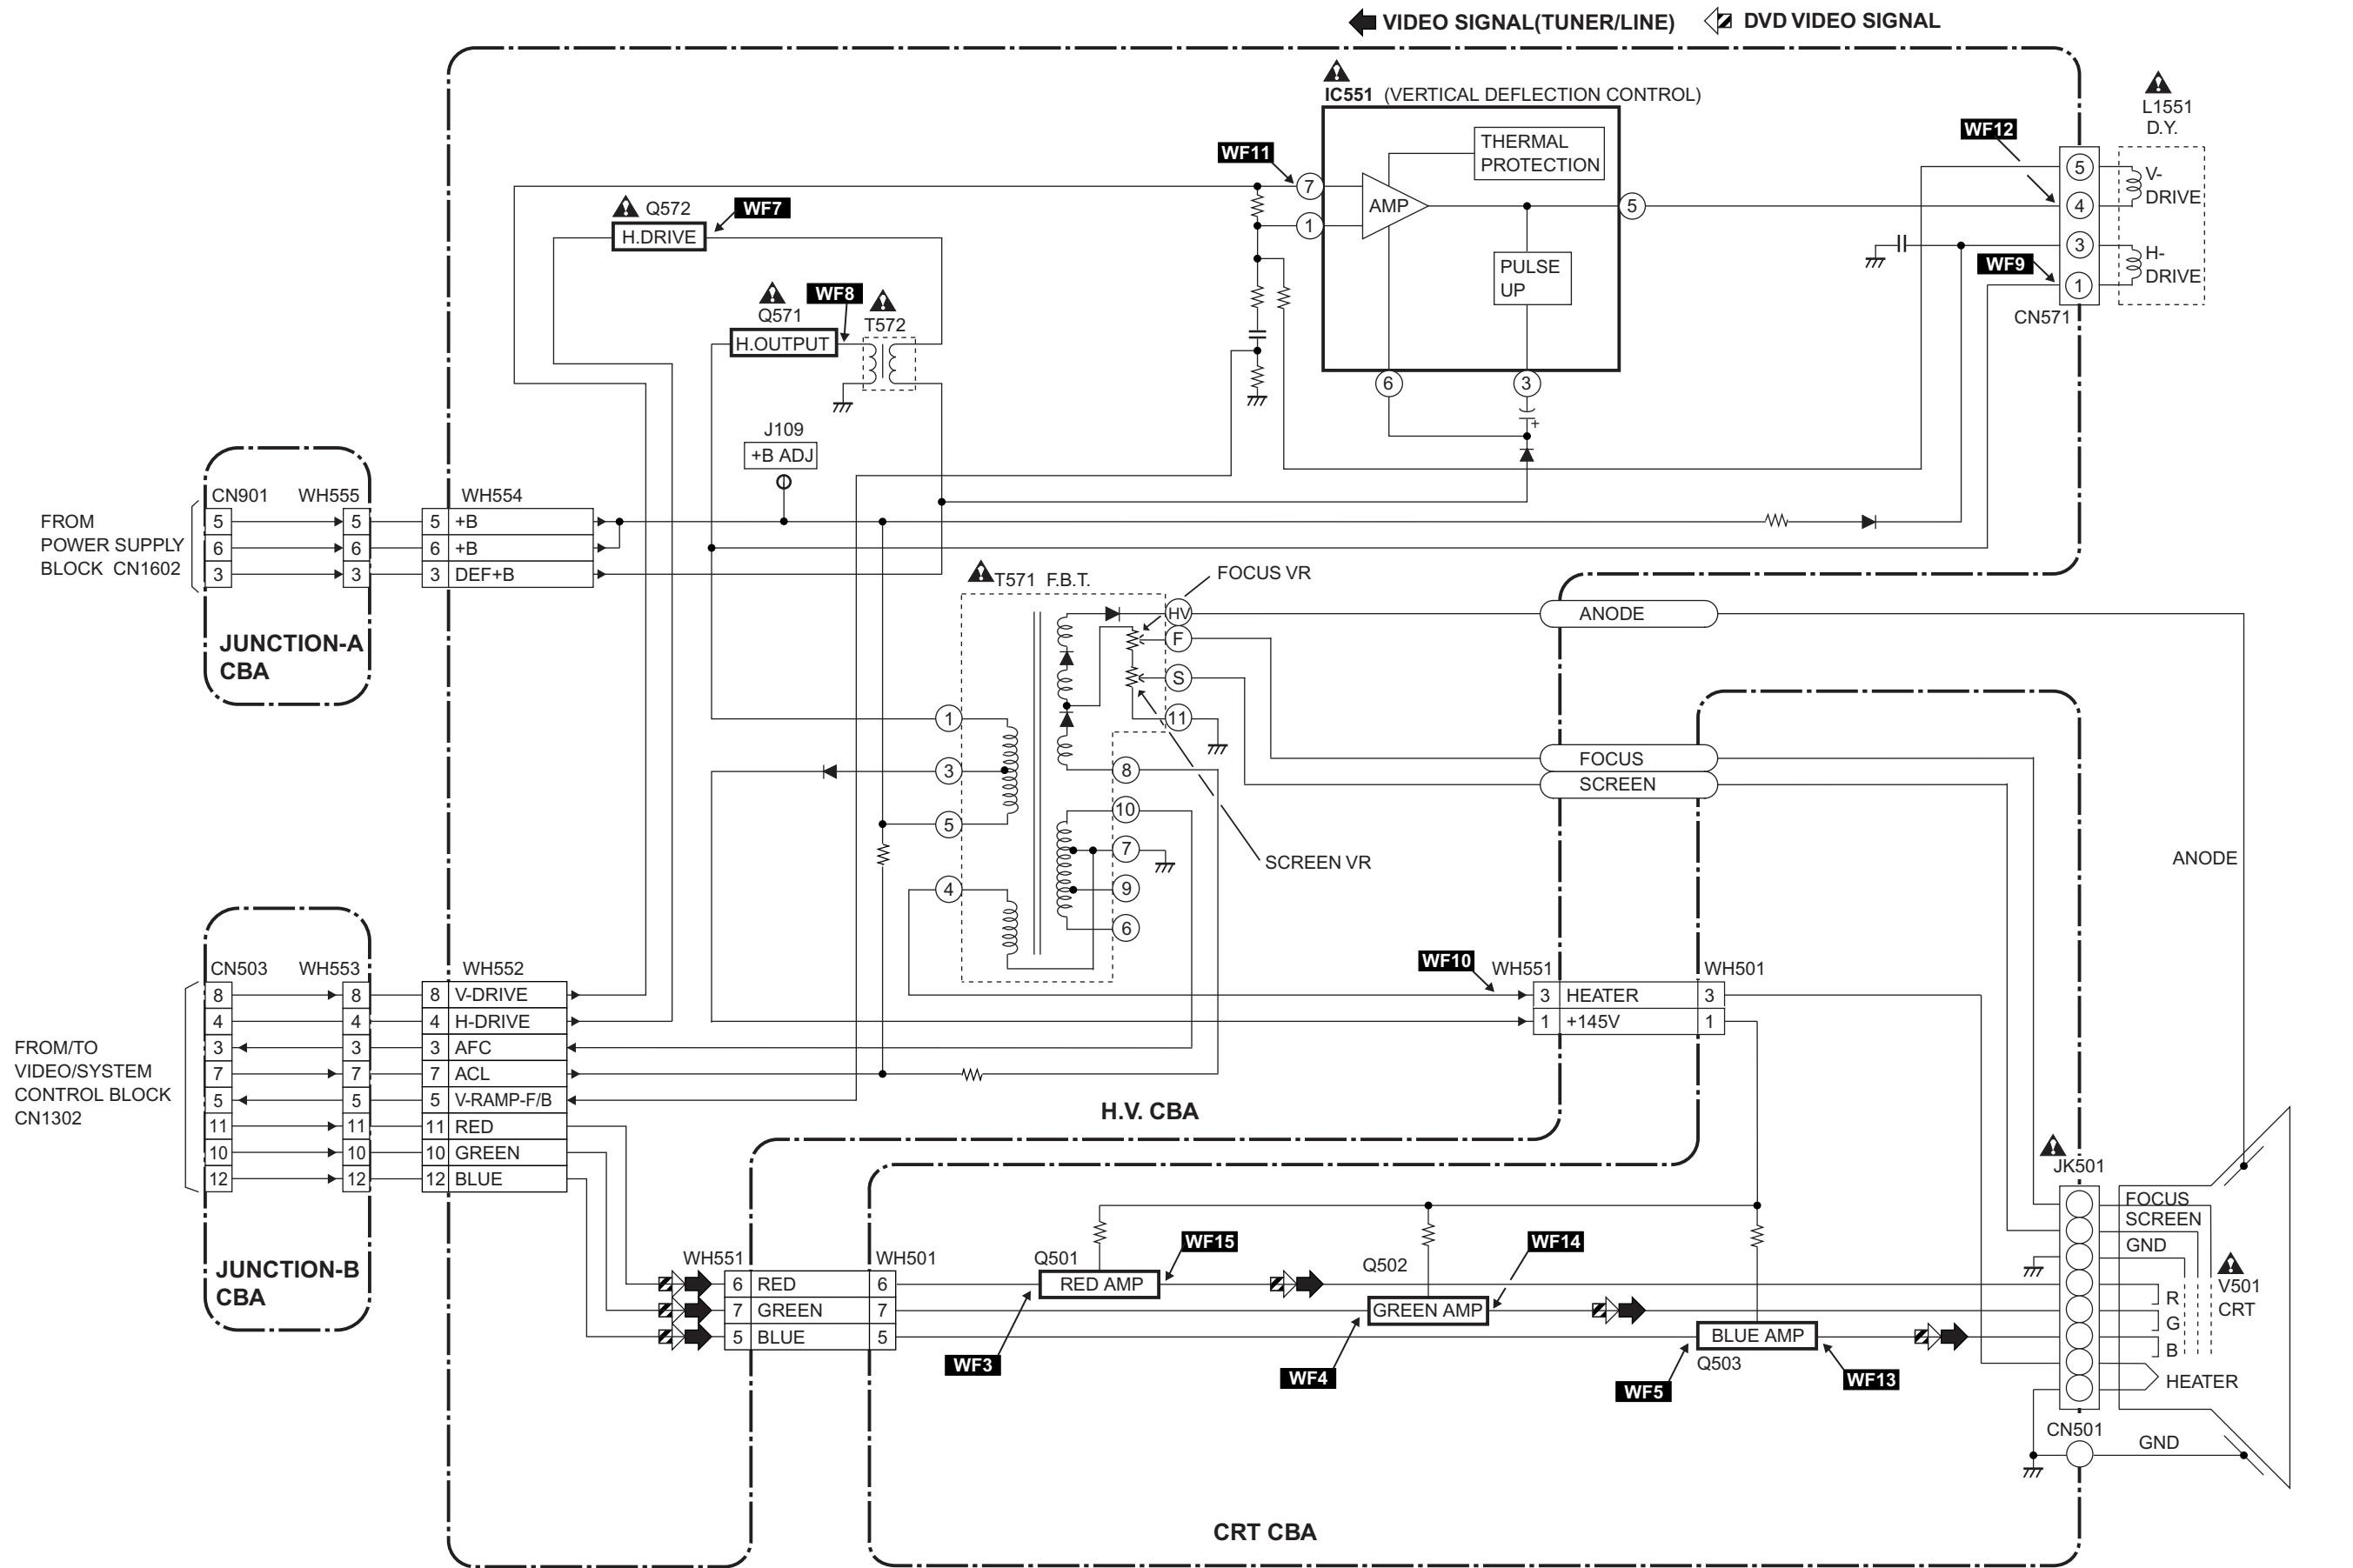 VIDEO SIGNAL(TUNER/LINE) DVD VIDEO SIGNAL
IC551 (VERTICAL DEFLECTION CONTROL)
THERMAL
PROTECTION
AMP
PULSE
UP
7
1
5
6
3
+
WF11
WF12
L1551
D.Y.
5
4
3
1
V-
DRIVE
H-
DRIVE
WF9
CN571
Q572
WF7
H.DRIVE
Q571
WF8
H.OUTPUT
T572
J109
+B ADJ
FROM
POWER SUPPLY
BLOCK CN1602
CN901 WH555 WH554
5 5 5 +B
6 6 6 +B
3 3 3 DEF+B
JUNCTION-A
CBA
T571 F.B.T.
FOCUS VR
HV
F
S
11
8
10
7
9
6
1
3
5
4
SCREEN VR
ANODE
FOCUS
SCREEN
ANODE
WF10
WH551 WH501
3 HEATER 3
1 +145V 1
FROM/TO
VIDEO/SYSTEM
CONTROL BLOCK
CN1302
CN503 WH553 WH552
8 8 8 V-DRIVE
4 4 4 H-DRIVE
3 3 3 AFC
7 7 7 ACL
5 5 5 V-RAMP-F/B
11 11 11 RED
10 10 10 GREEN
12 12 12 BLUE
JUNCTION-B
CBA
H.V. CBA
WH551 WH501
6 RED 6
7 GREEN 7
5 BLUE 5
Q501
RED AMP
WF15
WF3
Q502
GREEN AMP
WF14
WF4
BLUE AMP
Q503
WF5
WF13
JK501
FOCUS
SCREEN
GND
R
G
B
HEATER
V501
CRT
CN501
GND
CRT CBA